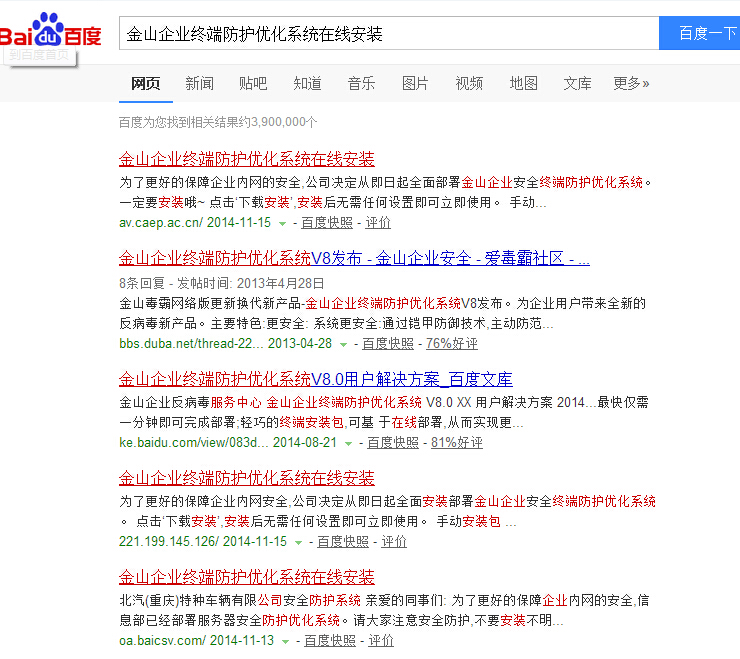 Bai du 百度
到百度首页
金山企业终端防护优化系统在线安装
百度一下
网页 新闻 贴吧 知道 音乐 图片 视频 地图 文库 更多»
百度为您找到相关结果约3,900,000个
金山企业终端防护优化系统在线安装
为了更好的保障企业内网的安全,公司决定从即日起全面部署金山企业安全终端防护优化系统。
一定要安装哦~ 点击'下载安装',安装后无需任何设置即可立即使用。 手动...
av.caep.ac.cn/ 2014-11-15 - 百度快照 - 评价
金山企业终端防护优化系统V8发布 - 金山企业安全 - 爱毒霸社区 - ...
8条回复 - 发帖时间: 2013年4月28日
金山毒霸网络版更新换代新产品-金山企业终端防护优化系统V8发布。为企业用户带来全新的
反病毒新产品。主要特色:更安全: 系统更安全:通过铠甲防御技术,主动防范...
bbs.duba.net/thread-22... 2013-04-28 - 百度快照 - 76%好评
金山企业终端防护优化系统V8.0用户解决方案_百度文库
金山企业反病毒服务中心 金山企业终端防护优化系统 V8.0 XX 用户解决方案 2014...最快仅需
一分钟即可完成部署;轻巧的终端安装包,可基 于在线部署,从而实现更...
ke.baidu.com/view/083d... 2014-08-21 - 百度快照 - 81%好评
金山企业终端防护优化系统在线安装
为了更好的保障企业内网安全,公司决定从即日起全面安装部署金山企业安全终端防护优化系统
。 点击'下载安装',安装后无需任何设置即可立即使用。 手动安装包 ...
221.199.145.126/ 2014-11-15 - 百度快照 - 评价
金山企业终端防护优化系统在线安装
北汽(重庆)特种车辆有限公司安全防护系统 亲爱的同事们: 为了更好的保障企业内网的安全,信
息部已经部署服务器安全防护优化系统。请大家注意安全防护,不要安装不明...
oa.baicsv.com/ 2014-11-13 - 百度快照 - 评价